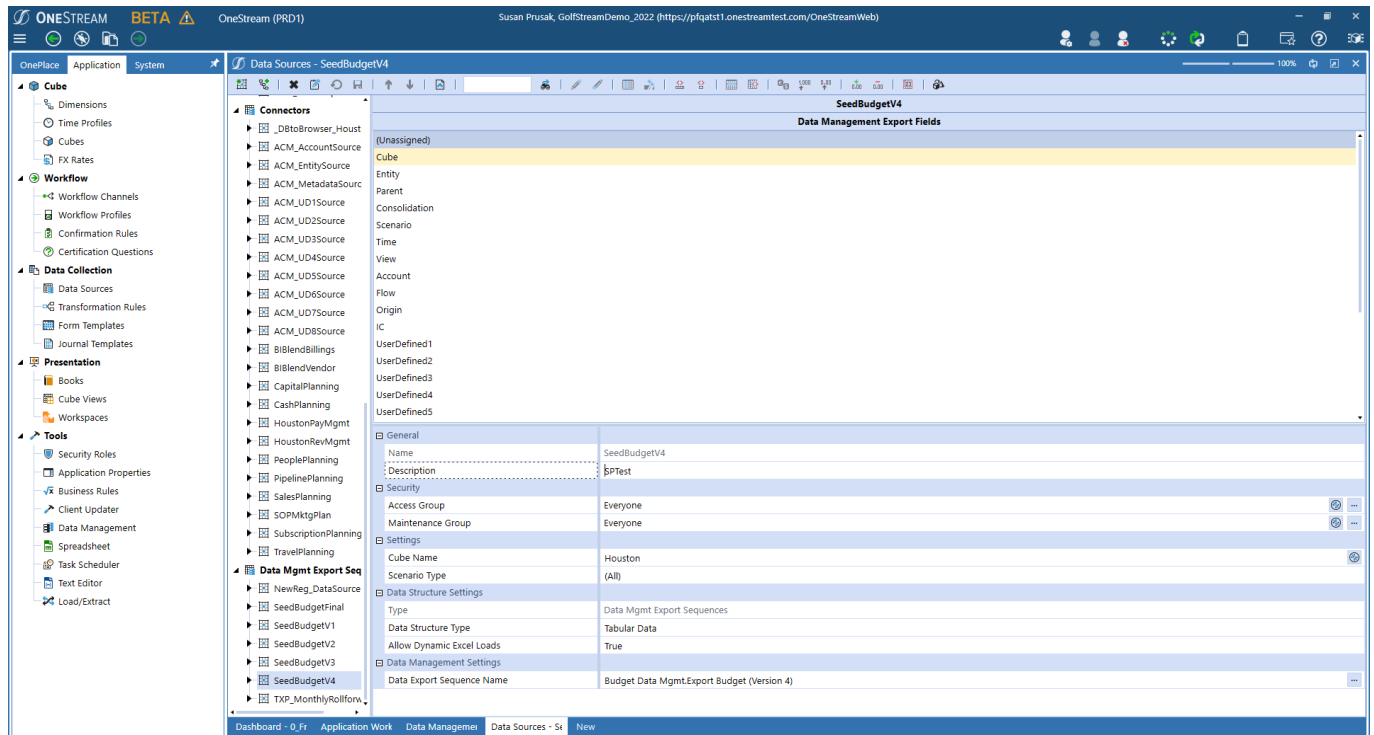 ONESTREAM BETA OneStream (PRD1) Susan Prusak, GolfStreamDemo_2022 (https://pfqatst1.onestreamtest.com/OneStreamWeb)
OnePlace Application System
Cube
Dimensions
Time Profiles
Cubes
FX Rates
Workflow
Workflow Channels
Workflow Profiles
Confirmation Rules
Certification Questions
Data Collection
Data Sources
Transformation Rules
Form Templates
Journal Templates
Presentation
Books
Cube Views
Workspaces
Tools
Security Roles
Application Properties
Business Rules
Client Updater
Data Management
Spreadsheet
Task Scheduler
Text Editor
Load/Extract
Data Sources - SeedBudgetV4 100%
Connectors
_DBtoBrowser_Houst
ACM_AccountSource
ACM_EntitySource
ACM_MetadataSourc
ACM_UD1Source
ACM_UD2Source
ACM_UD3Source
ACM_UD4Source
ACM_UD5Source
ACM_UD6Source
ACM_UD7Source
ACM_UD8Source
BIBlendBillings
BIBlendVendor
CapitalPlanning
CashPlanning
HoustonPayMgmt
HoustonRevMgmt
PeoplePlanning
PipelinePlanning
SalesPlanning
SOPMktgPlan
SubscriptionPlanning
TravelPlanning
Data Mgmt Export Seq
NewReg_DataSource
SeedBudgetFinal
SeedBudgetV1
SeedBudgetV2
SeedBudgetV3
SeedBudgetV4
TXP_MonthlyRollforw
SeedBudgetV4
Data Management Export Fields
(Unassigned)
Cube
Entity
Parent
Consolidation
Scenario
Time
View
Account
Flow
Origin
IC
UserDefined1
UserDefined2
UserDefined3
UserDefined4
UserDefined5
General
Name SeedBudgetV4
Description SPTest
Security
Access Group Everyone
Maintenance Group Everyone
Settings
Cube Name Houston
Scenario Type (All)
Data Structure Settings
Type Data Mgmt Export Sequences
Data Structure Type Tabular Data
Allow Dynamic Excel Loads True
Data Management Settings
Data Export Sequence Name Budget Data Mgmt.Export Budget (Version 4)
Dashboard - 0_Fr Application Work Data Managemen Data Sources - Se New